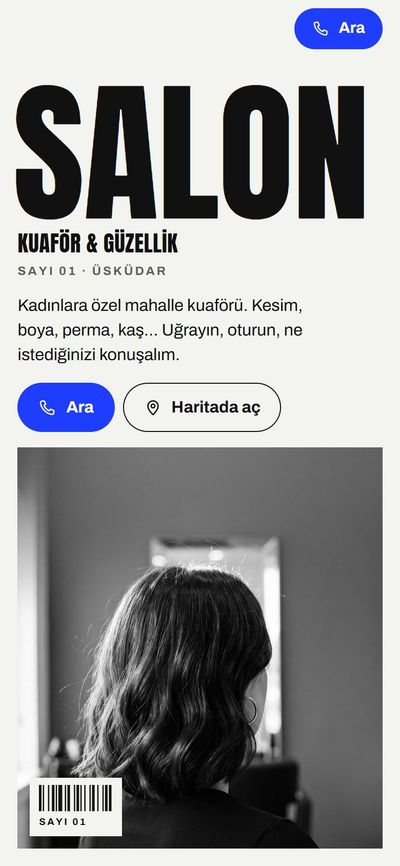 Ara
SALON
KUAFÖR & GÜZELLİK
SAYI 01 · ÜSKÜDAR
Kadınlara özel mahalle kuaförü. Kesim,
boya, perma, kaş... Uğrayın, oturun, ne
istediğinizi konuşalım.
Ara
Haritada aç
SAYI 01